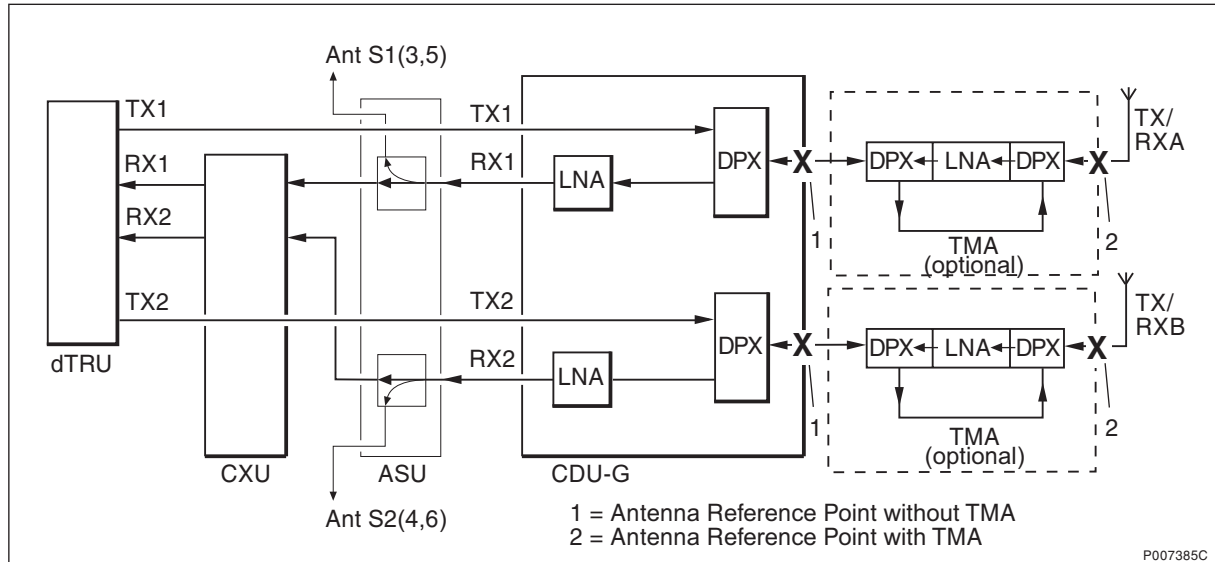 Ant S1(3,5)
TX1
TX1
TX/
RXA
RX1
RX1
DPX
LNA
DPX
LNA
DPX
RX2
1
TMA
(optional)
2
TX2
TX2
TX/
RXB
dTRU
RX2
DPX
LNA
DPX
LNA
DPX
1
TMA
(optional)
2
CXU
ASU
CDU-G
Ant S2(4,6)
1 = Antenna Reference Point without TMA
2 = Antenna Reference Point with TMA
P007385C
X
X
X
X